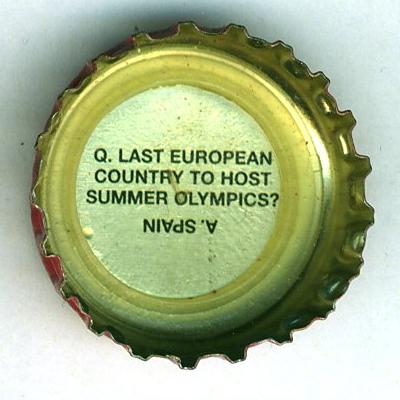 Q. LAST EUROPEAN
COUNTRY TO HOST
SUMMER OLYMPICS?
A. SPAIN